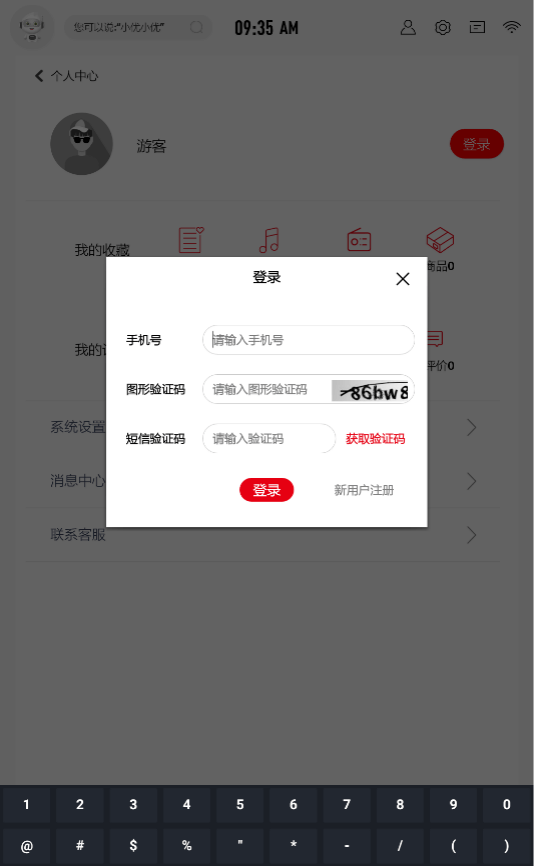 您可以说:“小优小优”
09:35 AM
个人中心
游客
登录
我的收藏
商品0
登录
手机号
请输入手机号
图形验证码
请输入图形验证码
86bw8
短信验证码
请输入验证码
获取验证码
登录
新用户注册
我的
评价0
系统设置
消息中心
联系客服
1 2 3 4 5 6 7 8 9 0
@ # $ % " * - / ( )